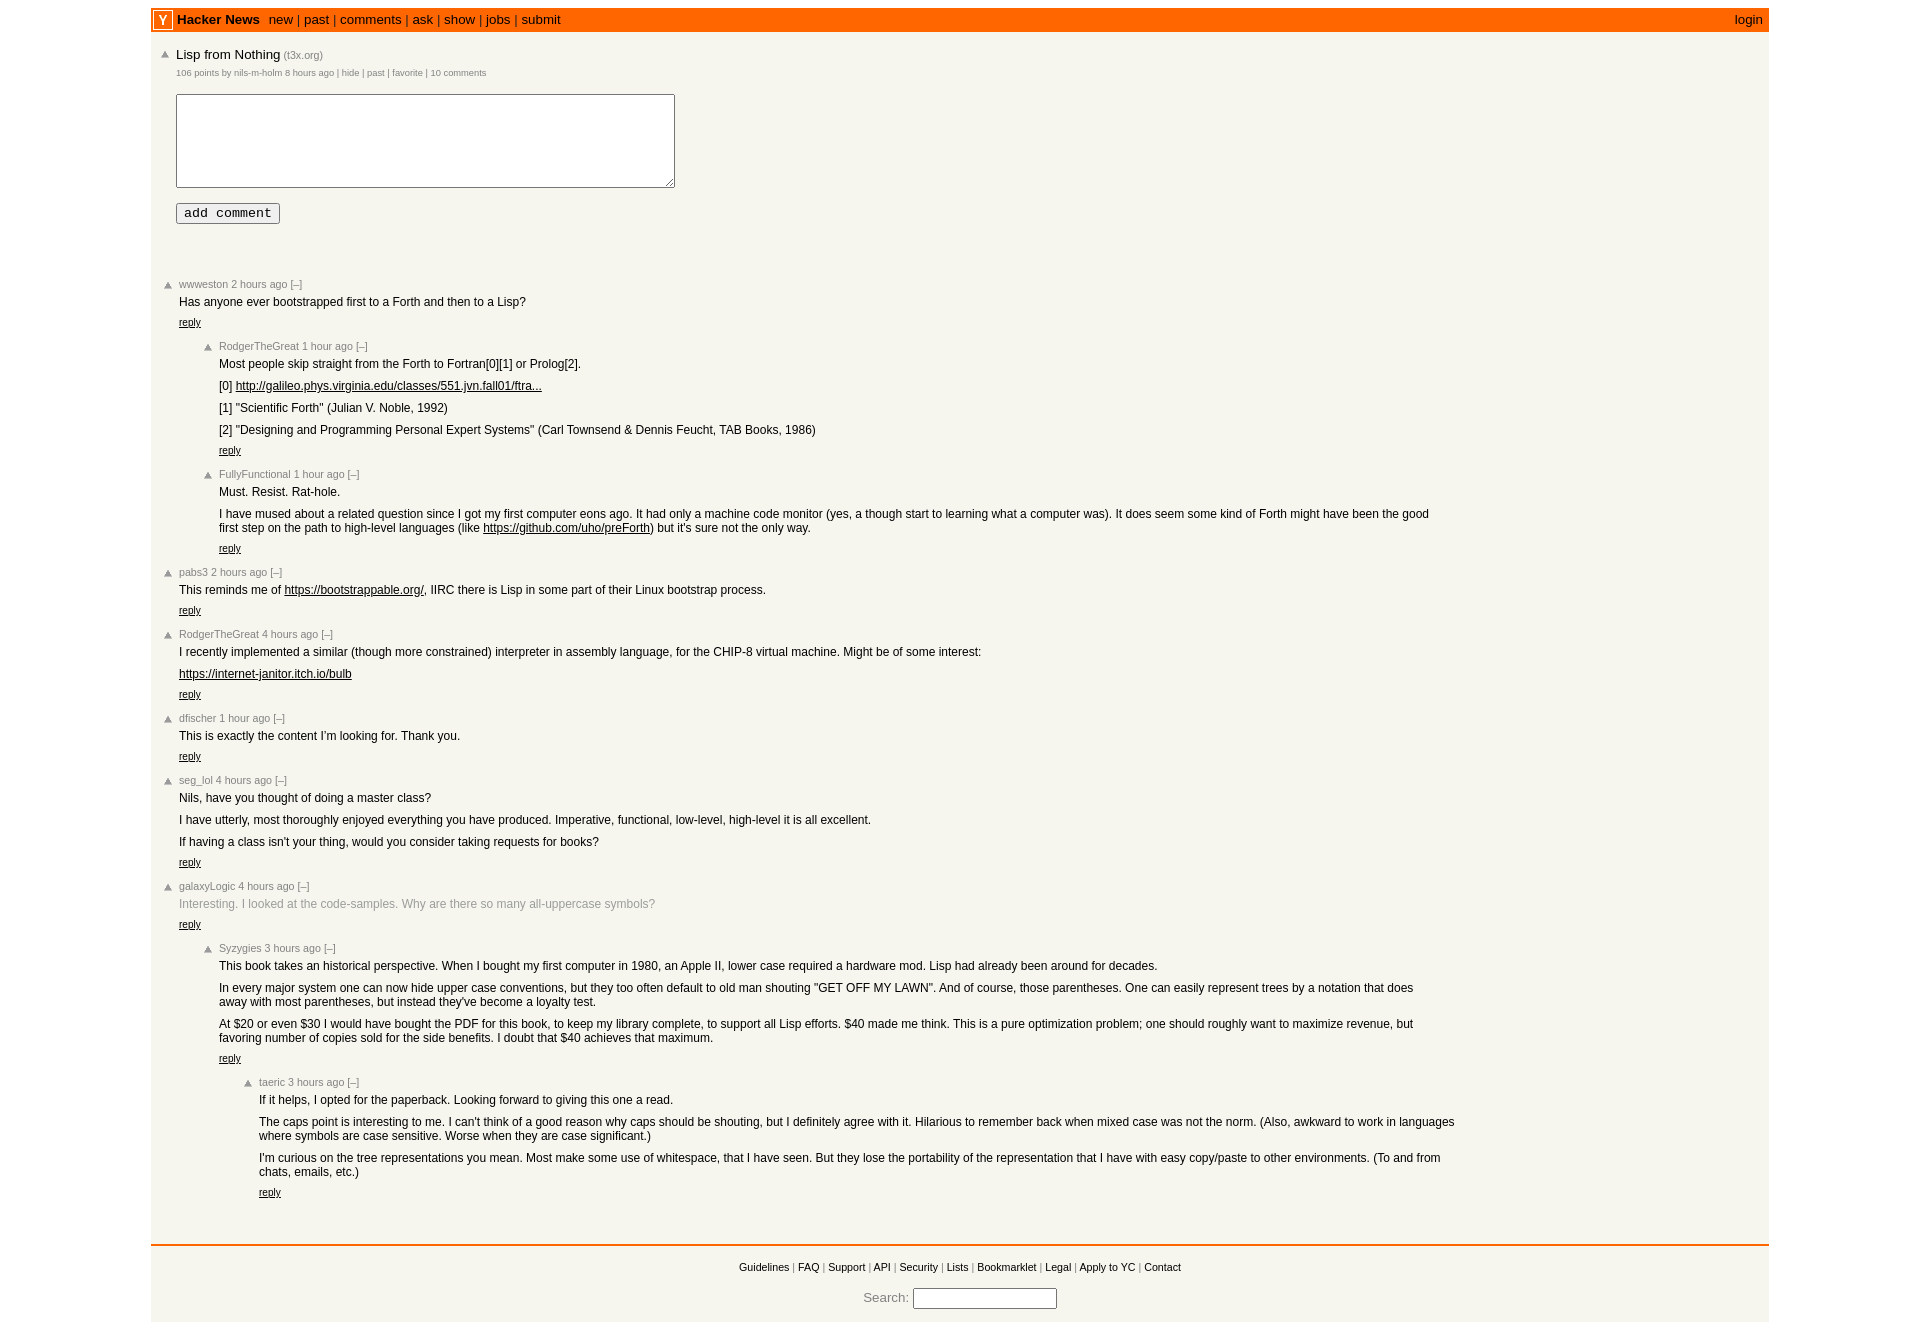 Y Hacker News new | past | comments | ask | show | jobs | submit login
Lisp from Nothing (t3x.org)
106 points by nils-m-holm 8 hours ago | hide | past | favorite | 10 comments
add comment
wwweston 2 hours ago [–]
Has anyone ever bootstrapped first to a Forth and then to a Lisp?
reply
RodgerTheGreat 1 hour ago [–]
Most people skip straight from the Forth to Fortran[0][1] or Prolog[2].
[0] http://galileo.phys.virginia.edu/classes/551.jvn.fall01/ftra...
[1] "Scientific Forth" (Julian V. Noble, 1992)
[2] "Designing and Programming Personal Expert Systems" (Carl Townsend & Dennis Feucht, TAB Books, 1986)
reply
FullyFunctional 1 hour ago [–]
Must. Resist. Rat-hole.
I have mused about a related question since I got my first computer eons ago. It had only a machine code monitor (yes, a though start to learning what a computer was). It does seem some kind of Forth might have been the good
first step on the path to high-level languages (like https://github.com/uho/preForth) but it's sure not the only way.
reply
pabs3 2 hours ago [–]
This reminds me of https://bootstrappable.org/, IIRC there is Lisp in some part of their Linux bootstrap process.
reply
RodgerTheGreat 4 hours ago [–]
I recently implemented a similar (though more constrained) interpreter in assembly language, for the CHIP-8 virtual machine. Might be of some interest:
https://internet-janitor.itch.io/bulb
reply
dfischer 1 hour ago [–]
This is exactly the content I'm looking for. Thank you.
reply
seg_lol 4 hours ago [–]
Nils, have you thought of doing a master class?
I have utterly, most thoroughly enjoyed everything you have produced. Imperative, functional, low-level, high-level it is all excellent.
If having a class isn't your thing, would you consider taking requests for books?
reply
galaxyLogic 4 hours ago [–]
Interesting. I looked at the code-samples. Why are there so many all-uppercase symbols?
reply
Syzygies 3 hours ago [–]
This book takes an historical perspective. When I bought my first computer in 1980, an Apple II, lower case required a hardware mod. Lisp had already been around for decades.
In every major system one can now hide upper case conventions, but they too often default to old man shouting "GET OFF MY LAWN". And of course, those parentheses. One can easily represent trees by a notation that does
away with most parentheses, but instead they've become a loyalty test.
At $20 or even $30 I would have bought the PDF for this book, to keep my library complete, to support all Lisp efforts. $40 made me think. This is a pure optimization problem; one should roughly want to maximize revenue, but
favoring number of copies sold for the side benefits. I doubt that $40 achieves that maximum.
reply
taeric 3 hours ago [–]
If it helps, I opted for the paperback. Looking forward to giving this one a read.
The caps point is interesting to me. I can't think of a good reason why caps should be shouting, but I definitely agree with it. Hilarious to remember back when mixed case was not the norm. (Also, awkward to work in languages
where symbols are case sensitive. Worse when they are case significant.)
I'm curious on the tree representations you mean. Most make some use of whitespace, that I have seen. But they lose the portability of the representation that I have with easy copy/paste to other environments. (To and from
chats, emails, etc.)
reply
Guidelines | FAQ | Support | API | Security | Lists | Bookmarklet | Legal | Apply to YC | Contact
Search: